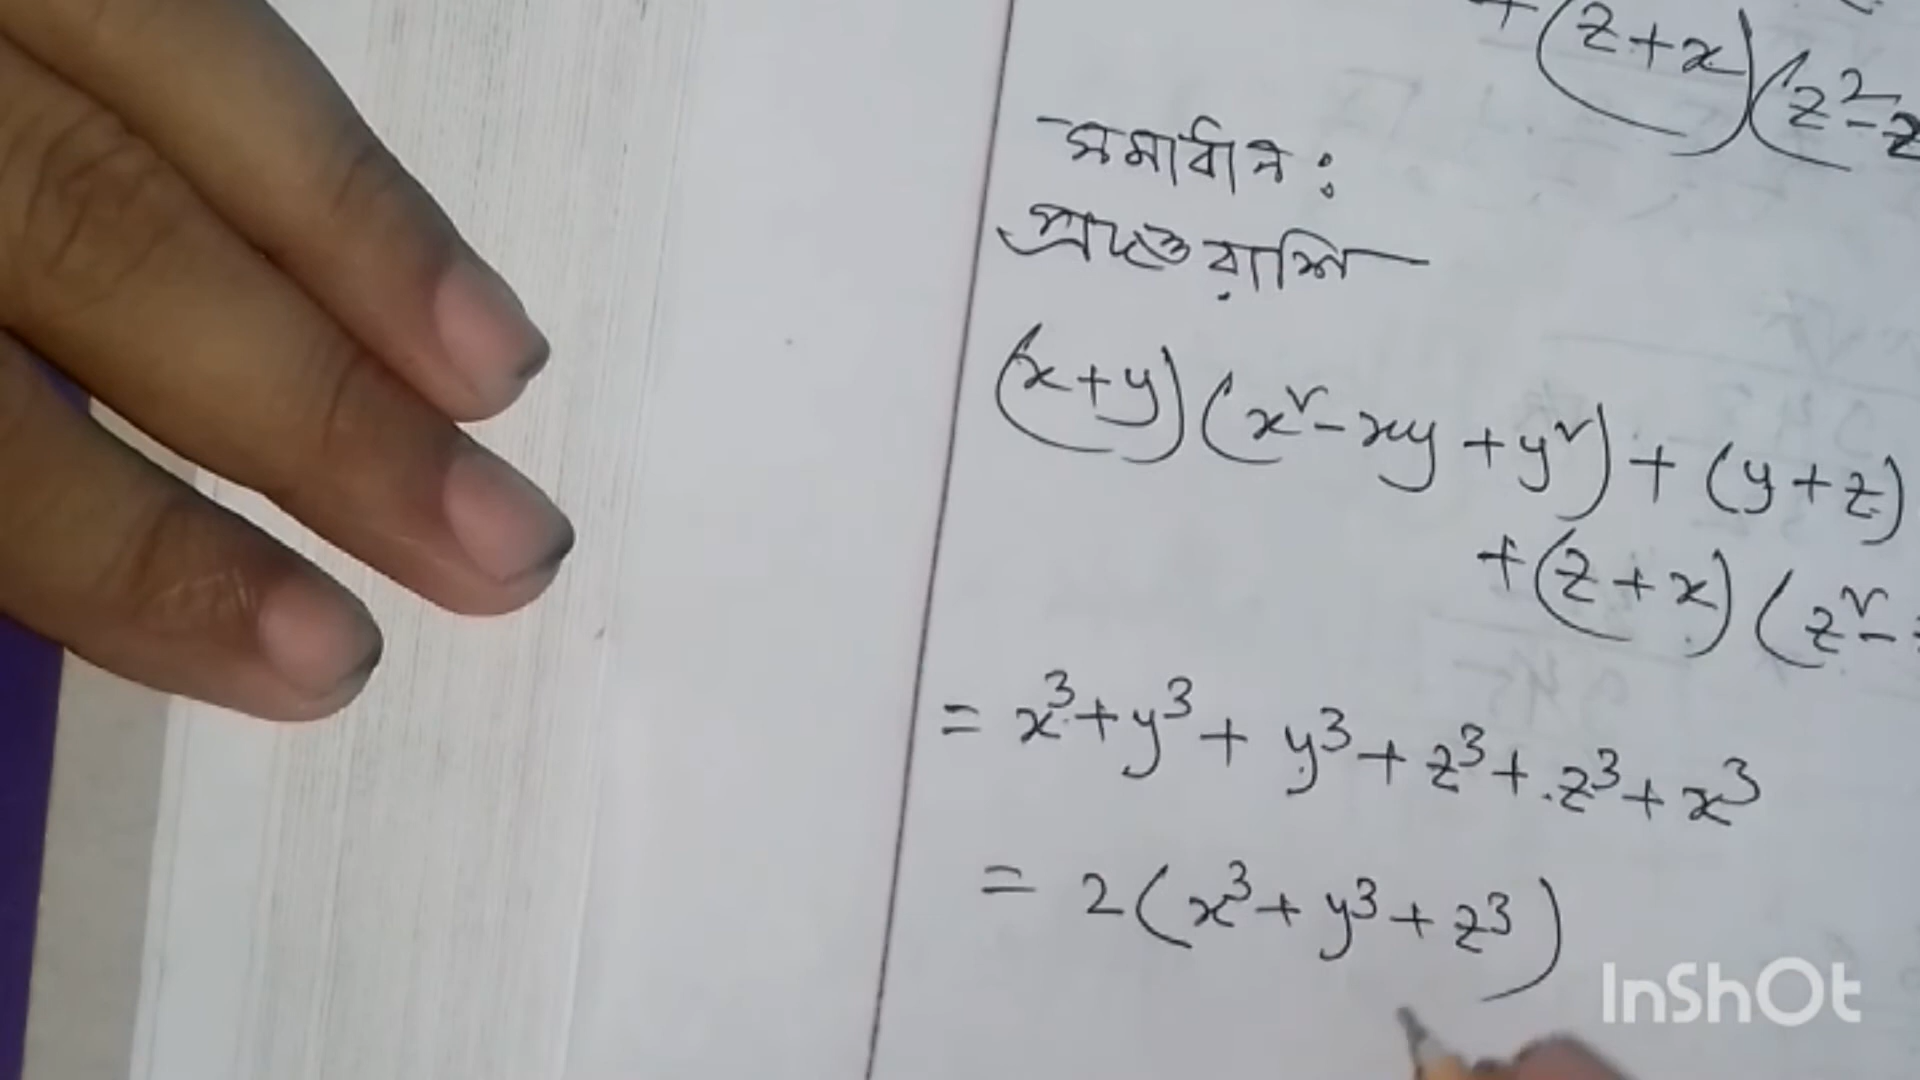 +(z+x)(z²-z
সমাধান:
প্রদত্ত রাশি
(x+y)(x²-xy+y²)+(y+z)
+(z+x)(z²-
= x³+y³+y³+z³+z³+x³
= 2(x³+y³+z³)
InShOt